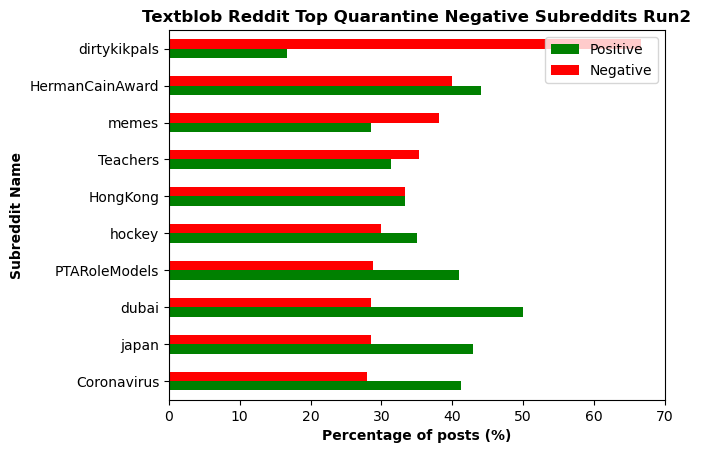 Textblob Reddit Top Quarantine Negative Subreddits Run2
Positive
Negative
dirtykikpals
HermanCainAward
memes
Teachers
HongKong
hockey
PTARoleModels
dubai
japan
Coronavirus
Subreddit Name
0 10 20 30 40 50 60 70
Percentage of posts (%)